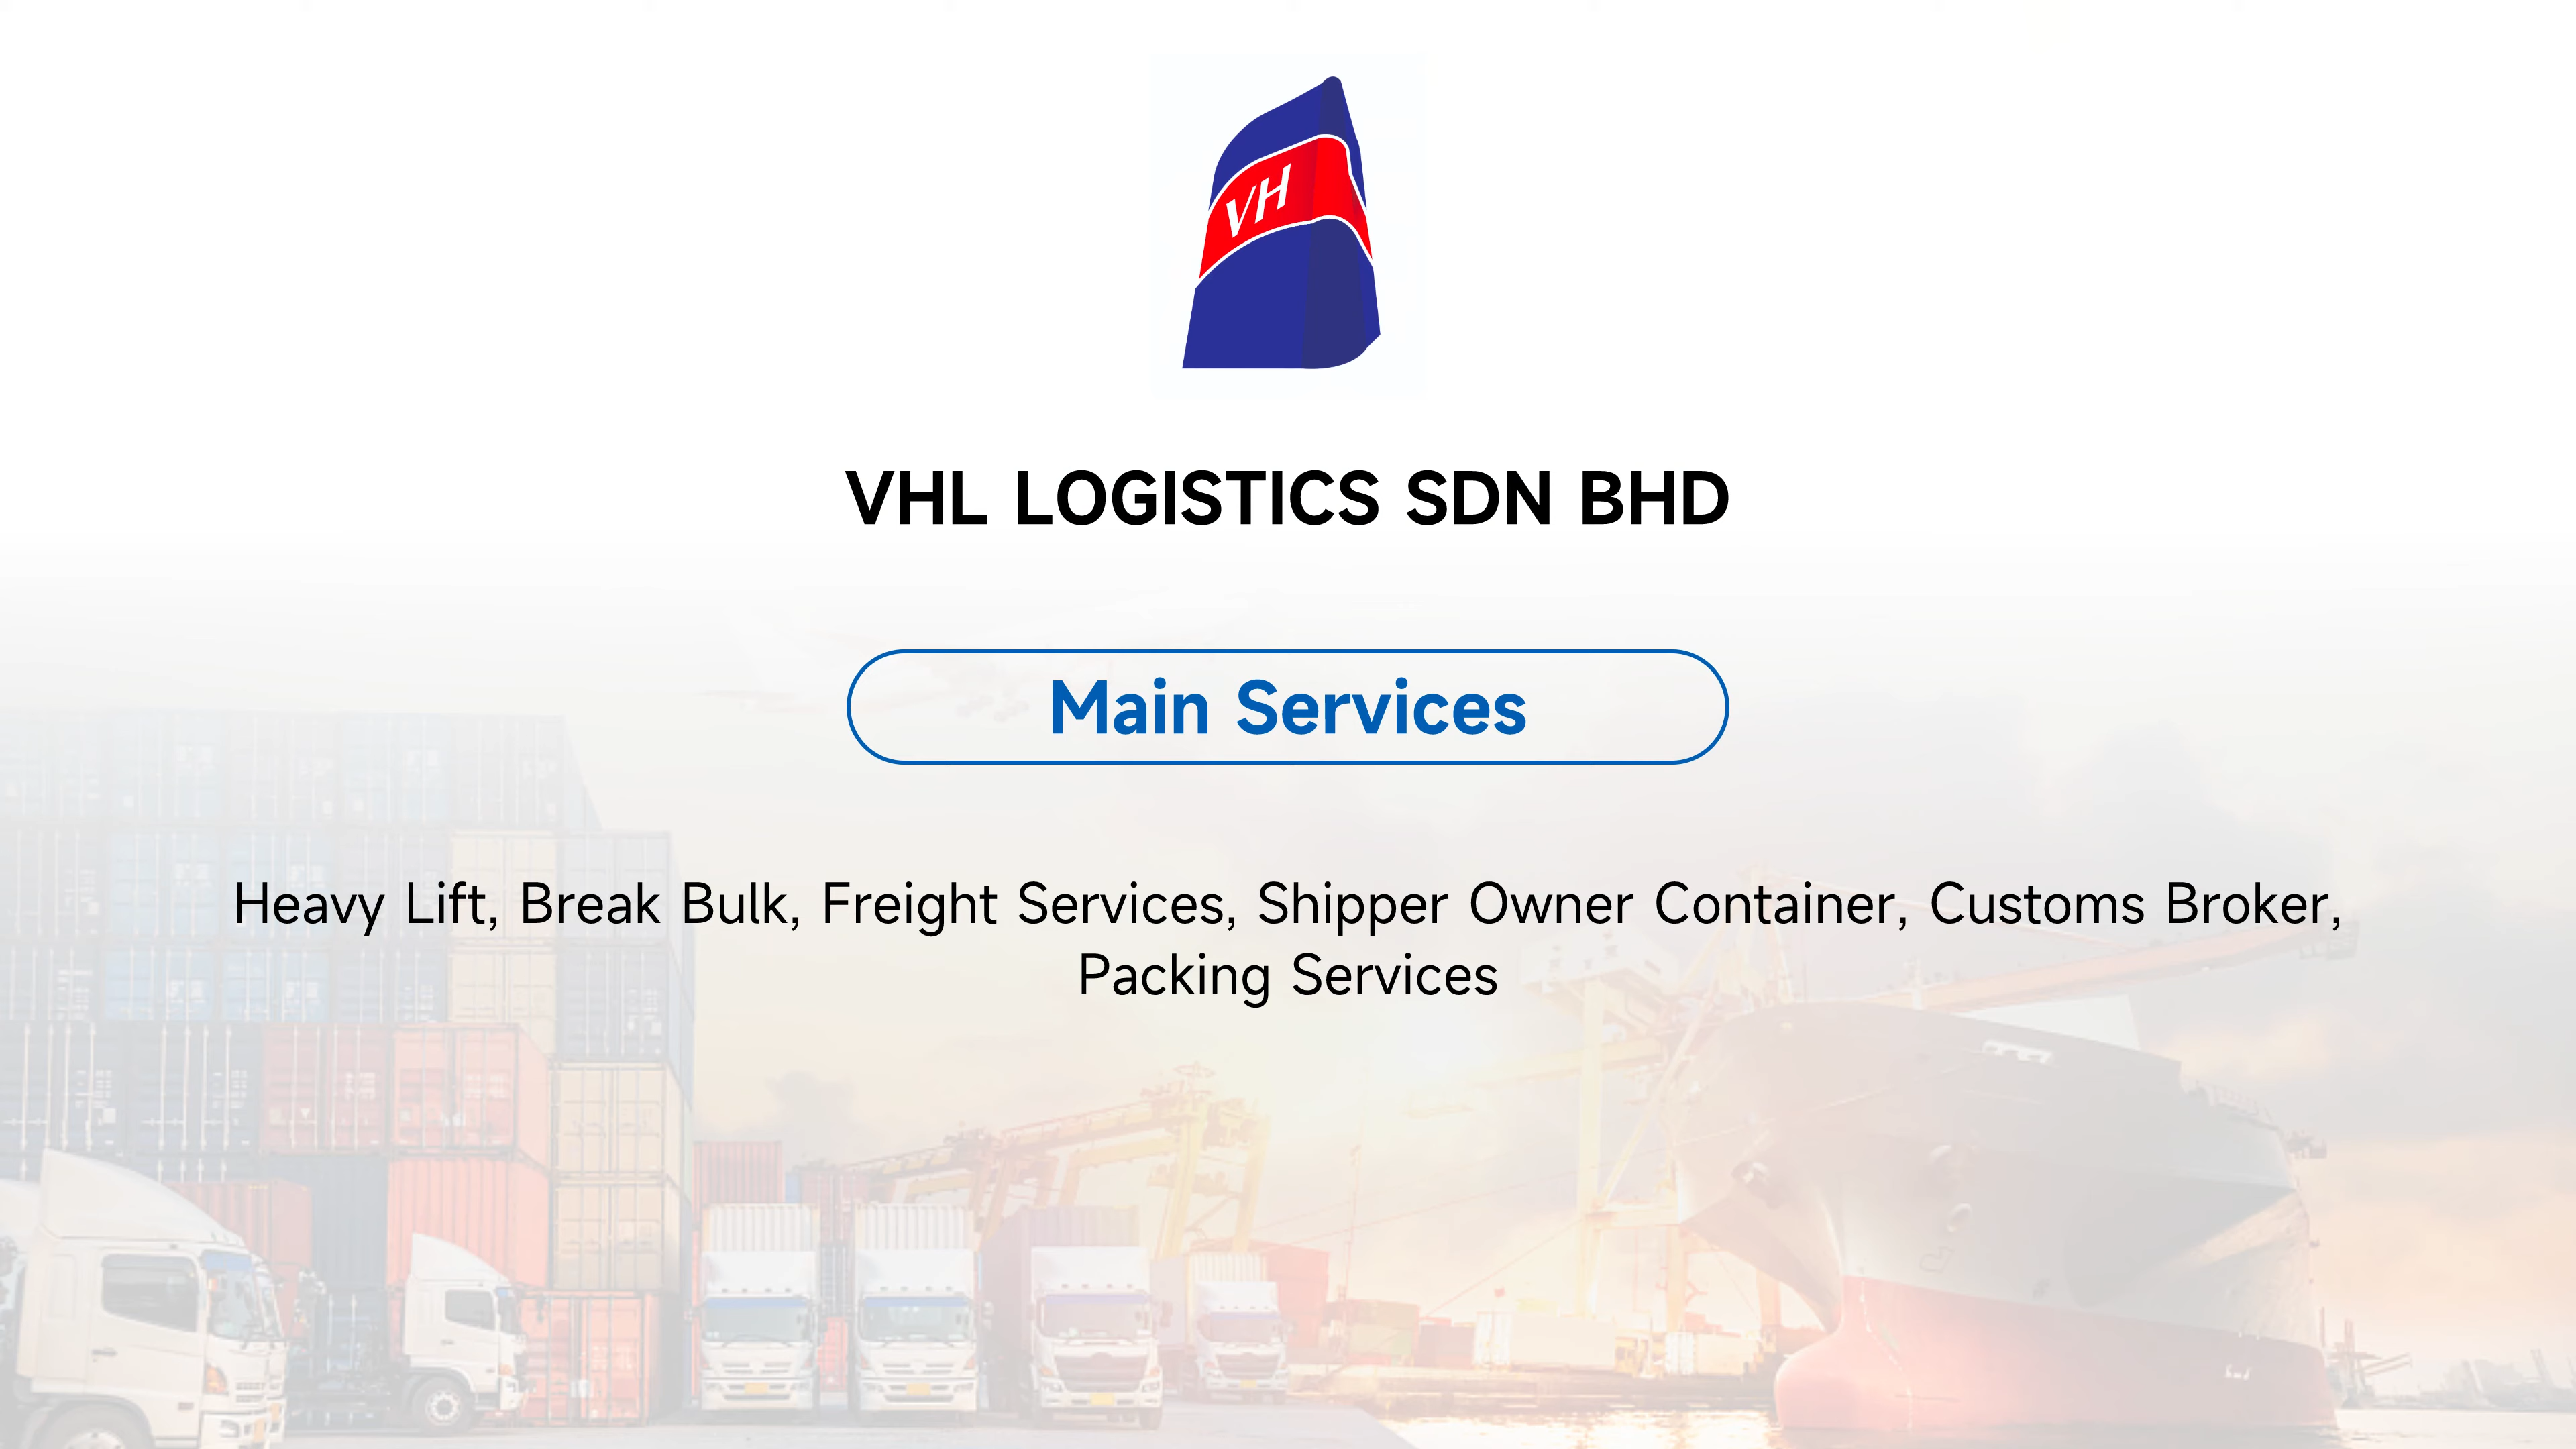 VH
VHL LOGISTICS SDN BHD
Main Services
Heavy Lift, Break Bulk, Freight Services, Shipper Owner Container, Customs Broker,
Packing Services